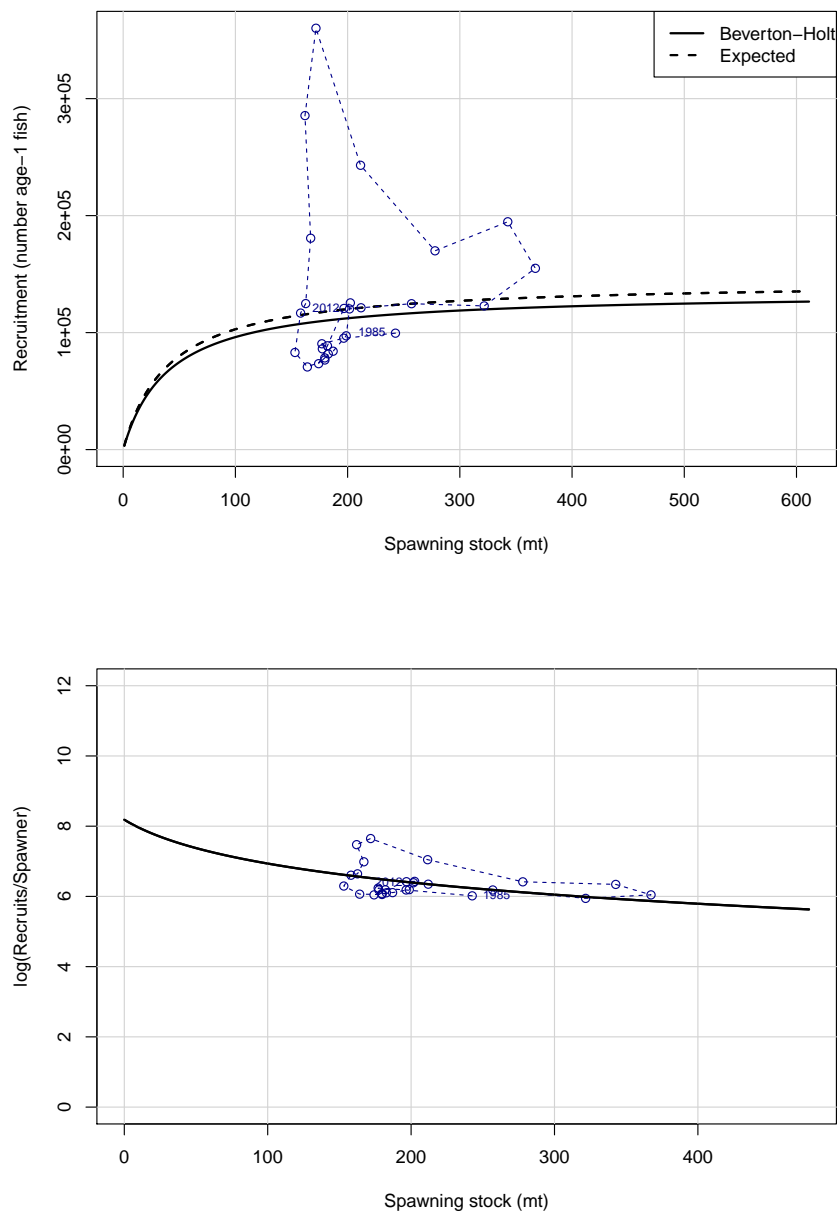 Beverton−Holt
Expected
Recruitment (number age−1 fish)
3e+05
2e+05
1e+05
0e+00
2012
1985
0 100 200 300 400 500 600
Spawning stock (mt)
log(Recruits/Spawner)
12
10
8
6
4
2
0
1985
0 100 200 300 400
Spawning stock (mt)